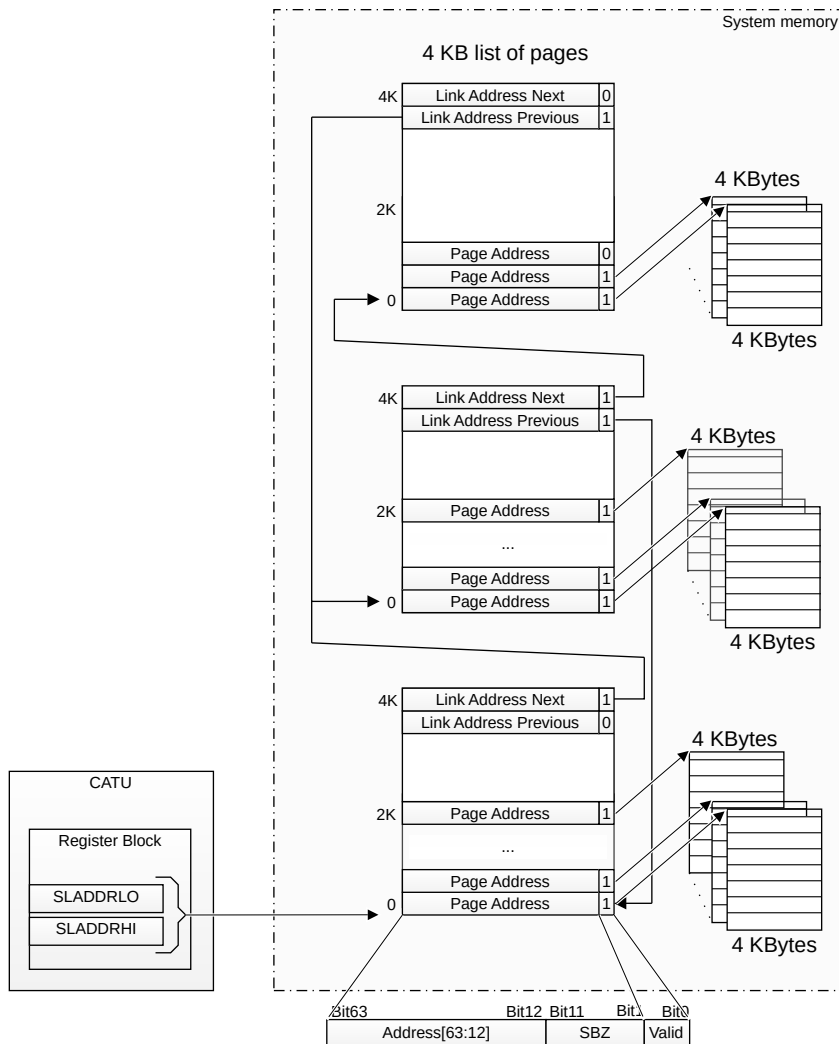 System memory
4 KB list of pages
4K Link Address Next 0
Link Address Previous 1
4 KBytes
2K
Page Address 0
Page Address 1
0 Page Address 1
4 KBytes
4K Link Address Next 1
Link Address Previous 1
4 KBytes
2K Page Address 1
...
Page Address 1
0 Page Address 1
4 KBytes
4K Link Address Next 1
Link Address Previous 0
4 KBytes
CATU
2K Page Address 1
Register Block
...
Page Address 1
SLADDRLO
0 Page Address 1
SLADDRHI
4 KBytes
Bit63 Bit12 Bit11 Bit1 Bit0
Address[63:12] SBZ Valid